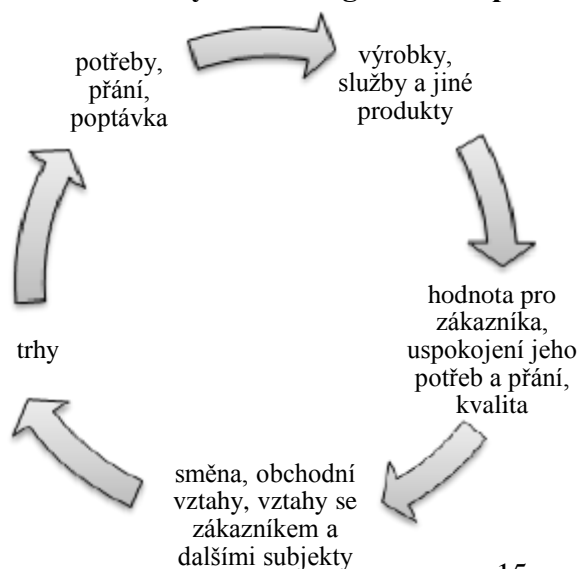 potřeby,
přání,
poptávka
výrobky,
služby a jiné
produkty
hodnota pro
zákazníka,
uspokojení jeho
potřeb a přání,
kvalita
směna, obchodní
vztahy, vztahy se
zákazníkem a
dalšími subjekty
trhy
15